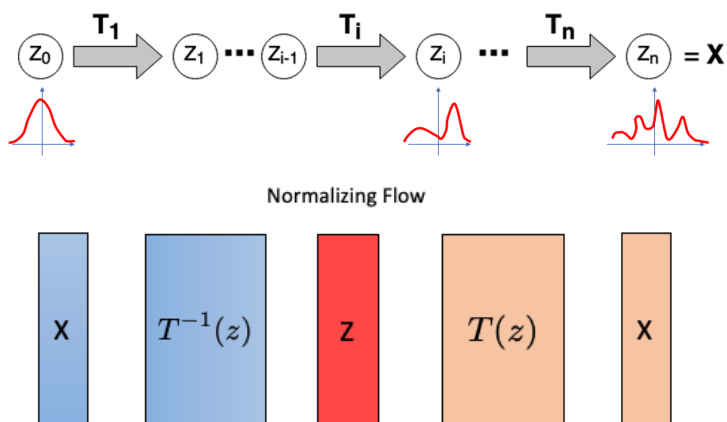 T₁ Tᵢ Tₙ
Z₀ Z₁ ••• Zᵢ₋₁ Zᵢ ••• Zₙ = X
Normalizing Flow
X T⁻¹(z) Z T(z) X